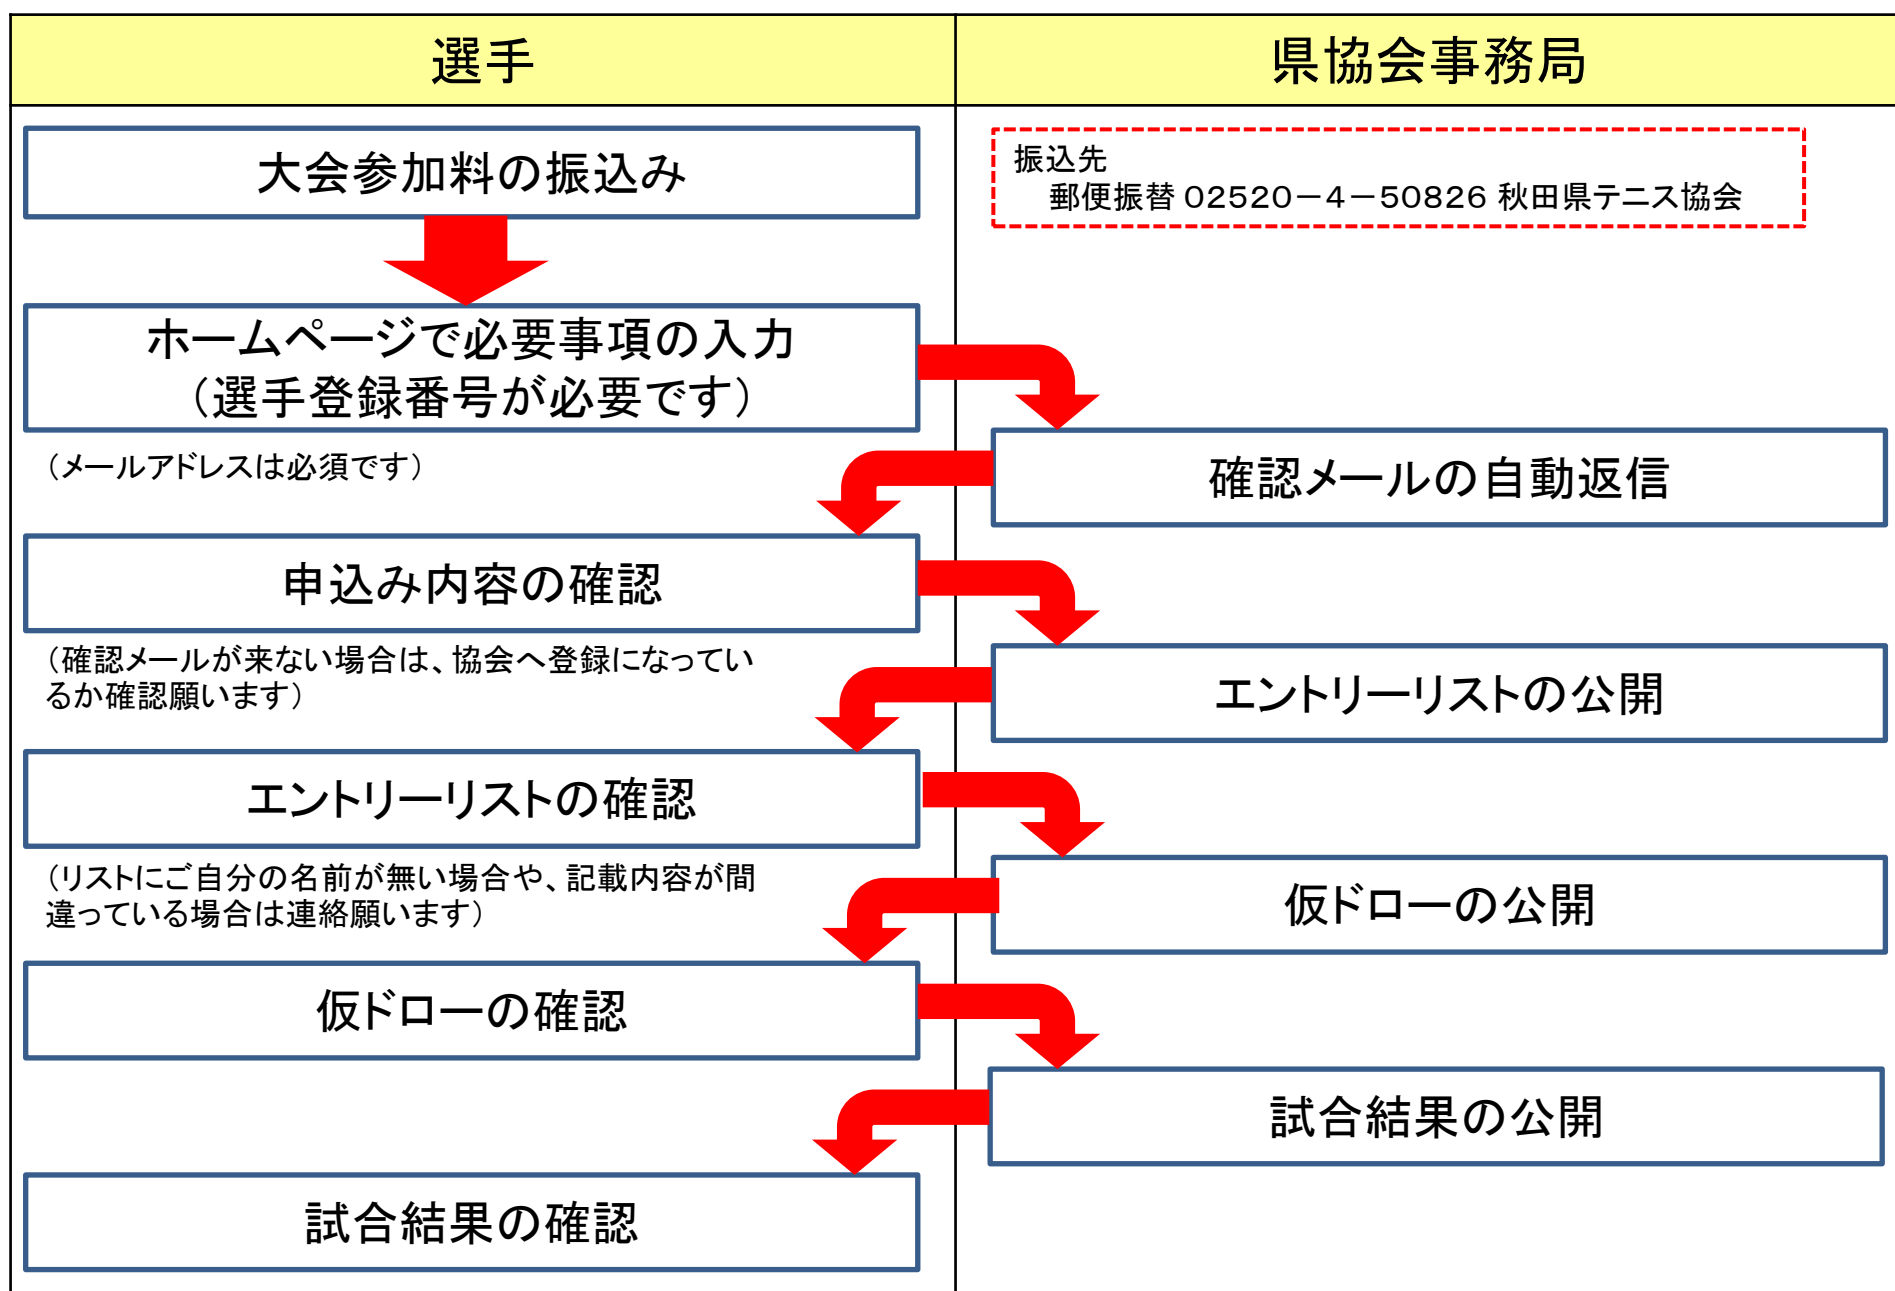 選手
県協会事務局
大会参加料の振込み
振込先
郵便振替 02520-4-50826 秋田県テニス協会
ホームページで必要事項の入力
(選手登録番号が必要です)
(メールアドレスは必須です)
確認メールの自動返信
申込み内容の確認
(確認メールが来ない場合は、協会へ登録になってい
るか確認願います)
エントリーリストの公開
エントリーリストの確認
(リストにご自分の名前が無い場合や、記載内容が間
違っている場合は連絡願います)
仮ドローの公開
仮ドローの確認
試合結果の公開
試合結果の確認